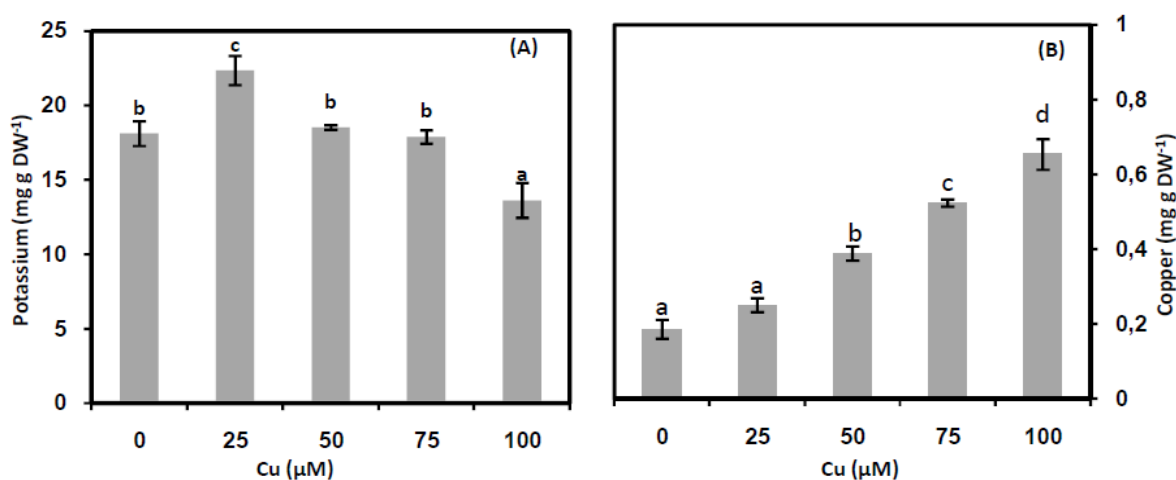 (A)
Potassium (mg g DW⁻¹)
25
20
15
10
5
0
b
c
b
b
a
0 25 50 75 100
Cu (µM)
(B)
Copper (mg g DW⁻¹)
1
0,8
0,6
0,4
0,2
0
a
a
b
c
d
0 25 50 75 100
Cu (µM)